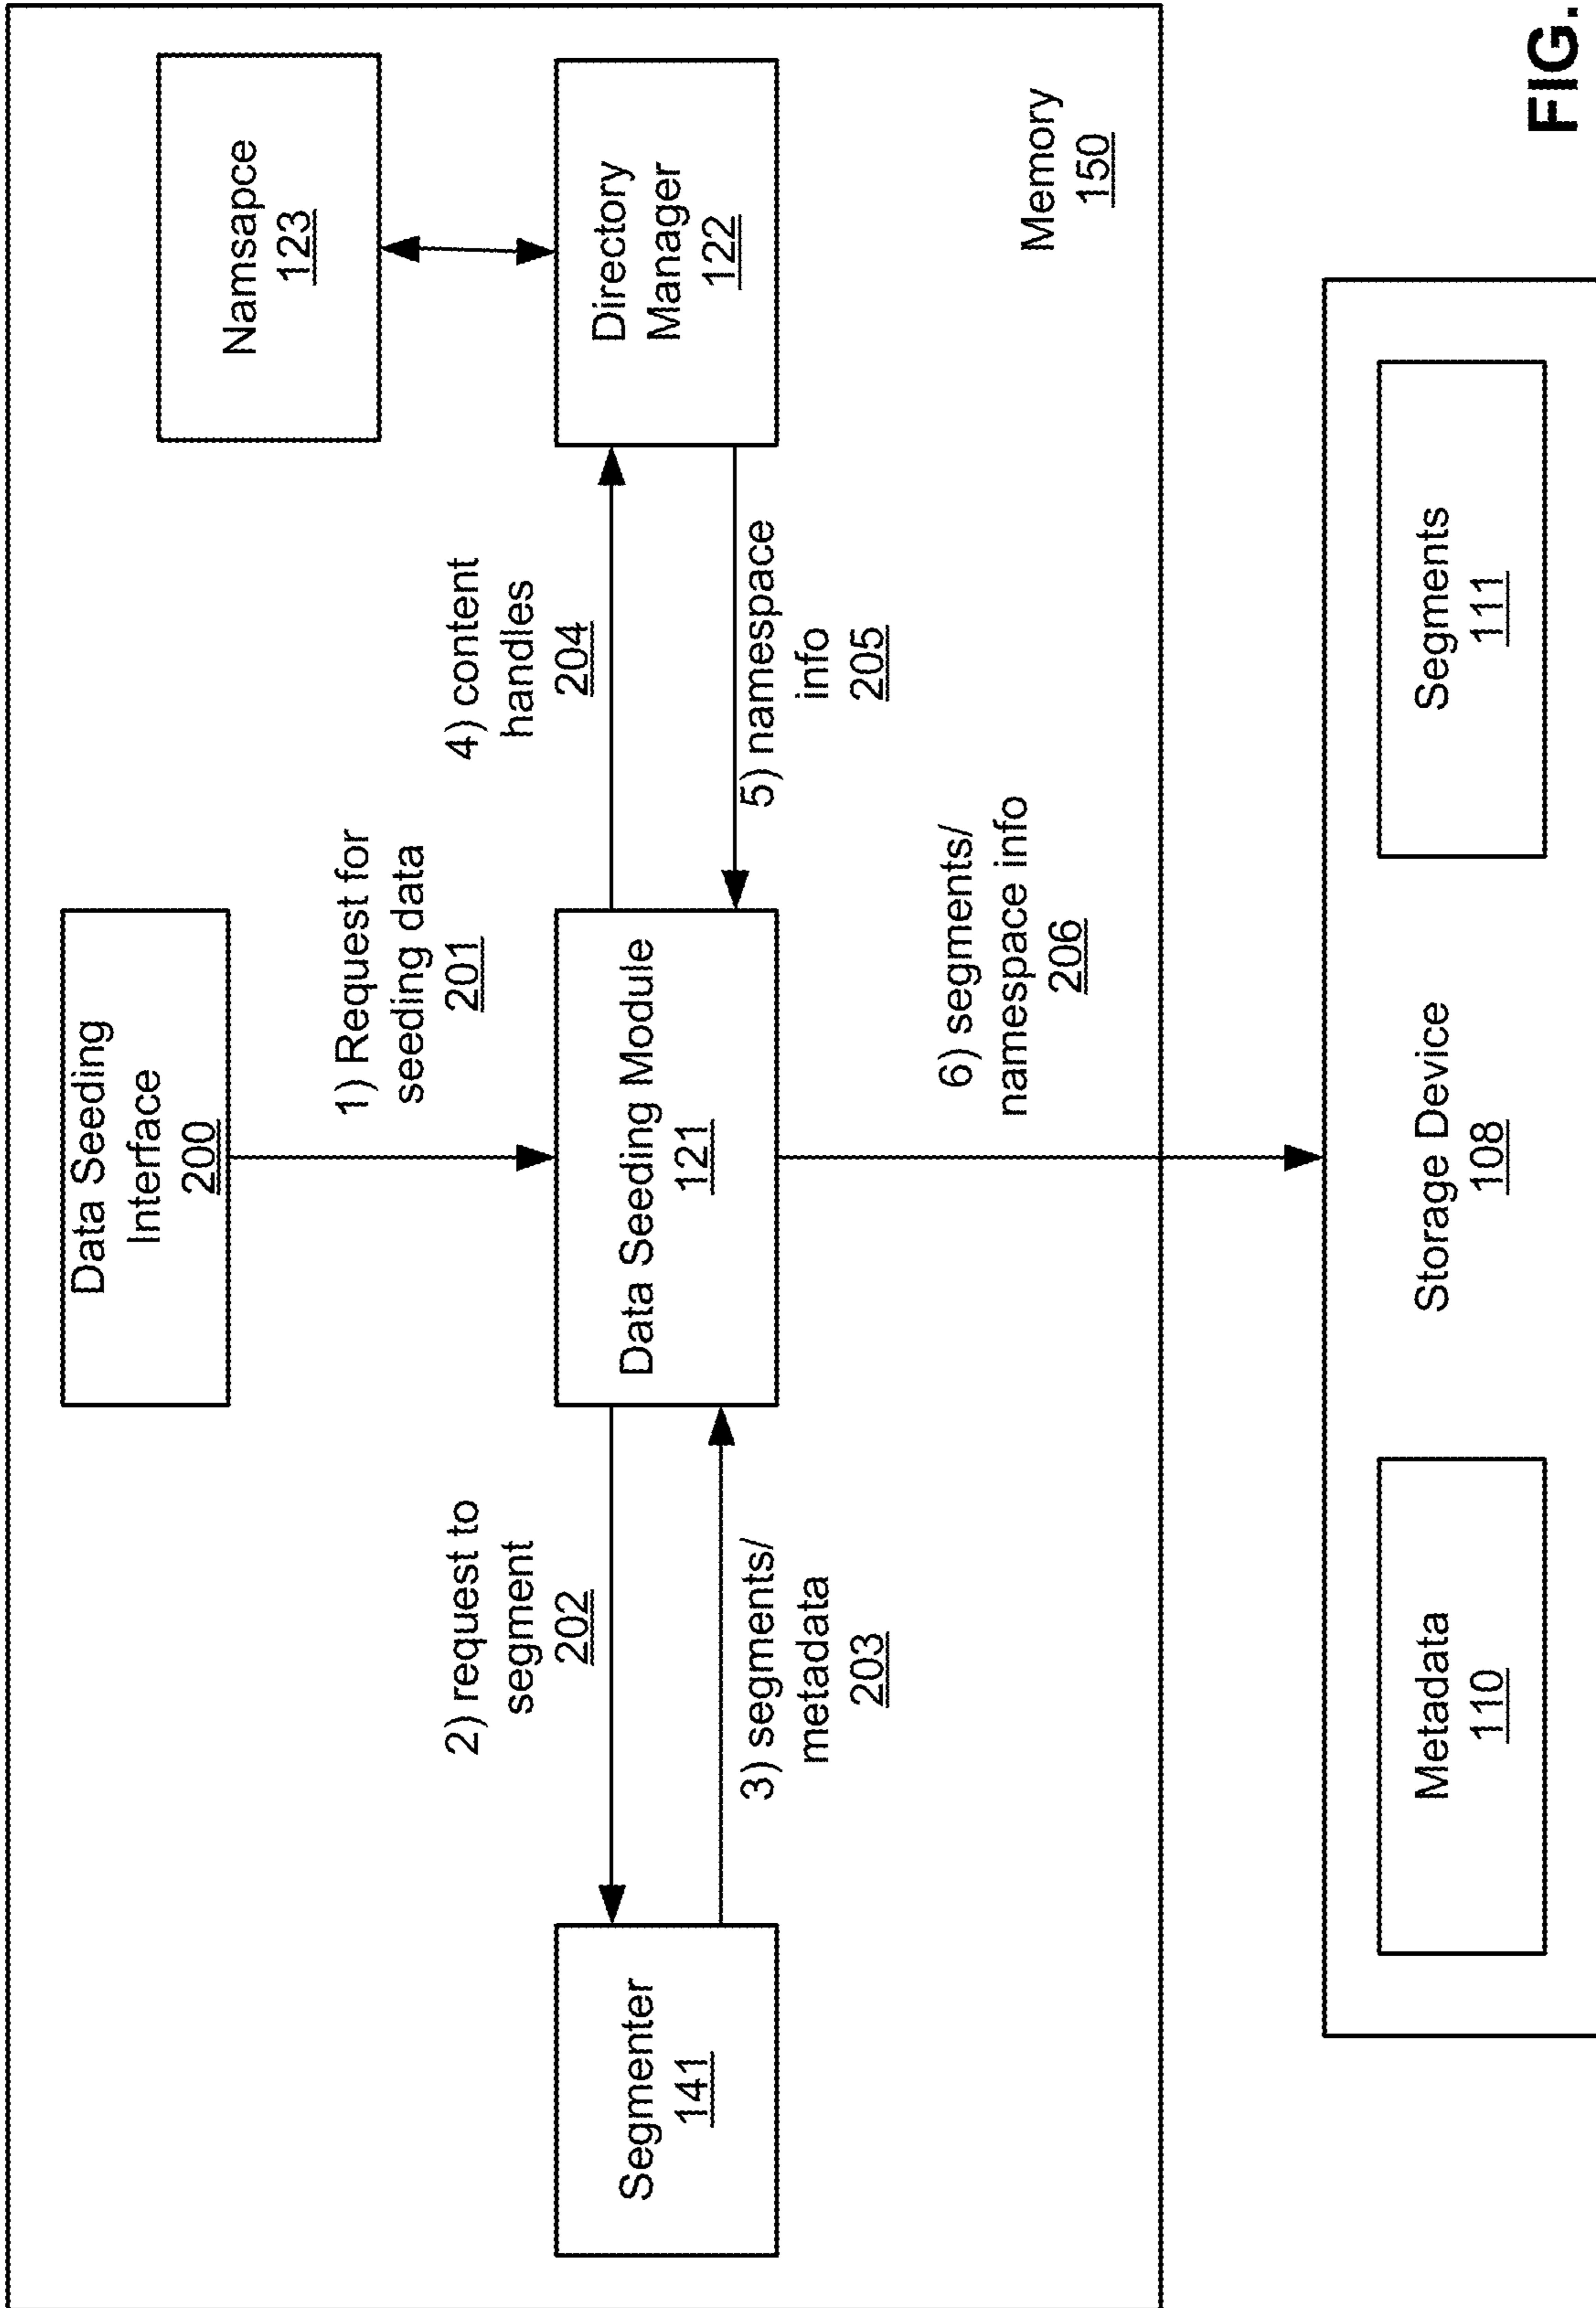 Data Seeding
Interface
200
Namsapce
123
1) Request for
seeding data
201
2) request to
segment
202
4) content
handles
204
Segmenter
141
Data Seeding Module
121
Directory
Manager
122
3) segments/
metadata
203
5) namespace
info
205
6) segments/
namespace info
206
Memory
150
Metadata
110
Storage Device
108
Segments
111
FIG.